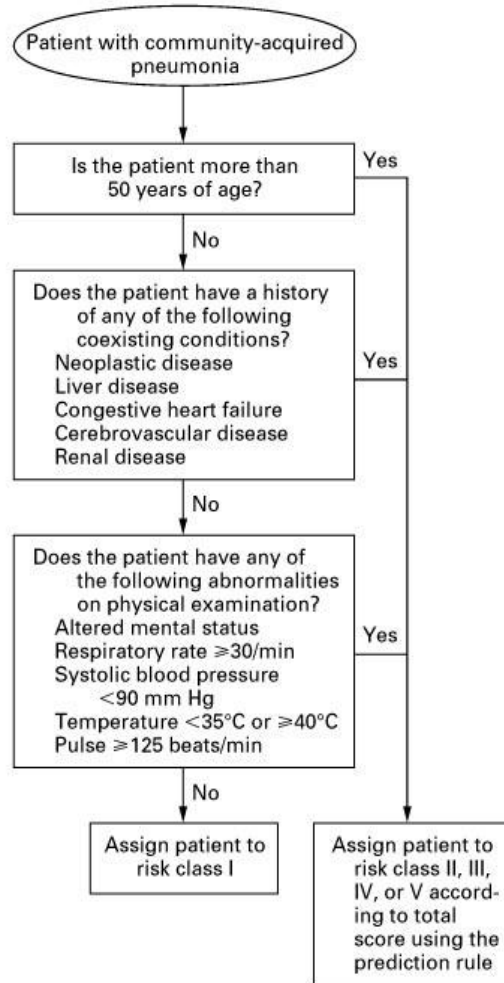 Patient with community-acquired
pneumonia
Is the patient more than
50 years of age?
Yes
No
Does the patient have a history
of any of the following
coexisting conditions?
Neoplastic disease
Liver disease
Congestive heart failure
Cerebrovascular disease
Renal disease
Yes
No
Does the patient have any of
the following abnormalities
on physical examination?
Altered mental status
Respiratory rate ⩾30/min
Systolic blood pressure
<90 mm Hg
Temperature <35°C or ⩾40°C
Pulse ⩾125 beats/min
Yes
No
Assign patient to
risk class I
Assign patient to
risk class II, III,
IV, or V accord-
ing to total
score using the
prediction rule